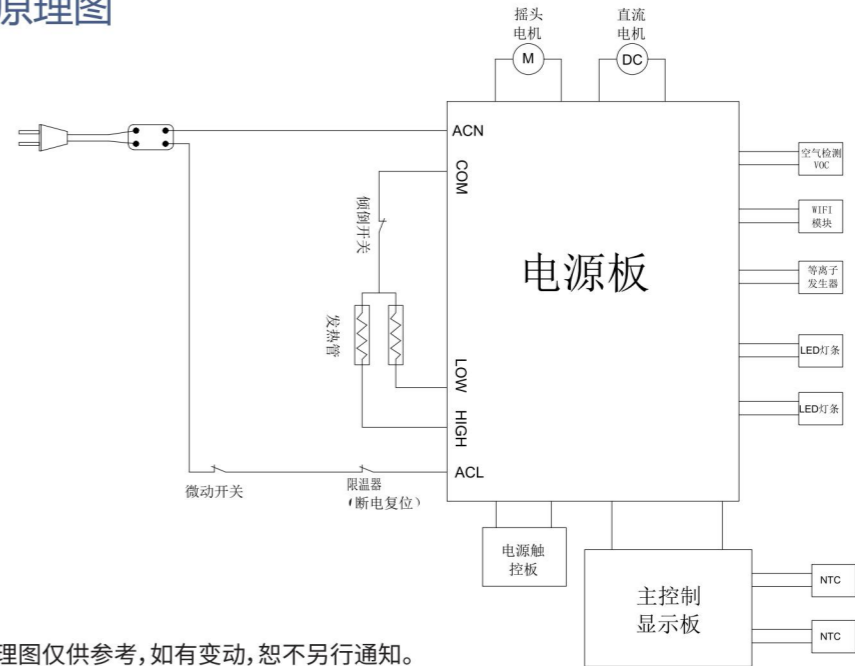 原理图
摇头
电机
M
直流
电机
DC
ACN
COM
倾倒开关
发热管
LOW
HIGH
ACL
微动开关
限温器
（断电复位）
电源板
空气检测
VOC
WIFI
模块
等离子
发生器
LED灯条
LED灯条
电源触
控板
主控制
显示板
NTC
NTC
理图仅供参考，如有变动，恕不另行通知。